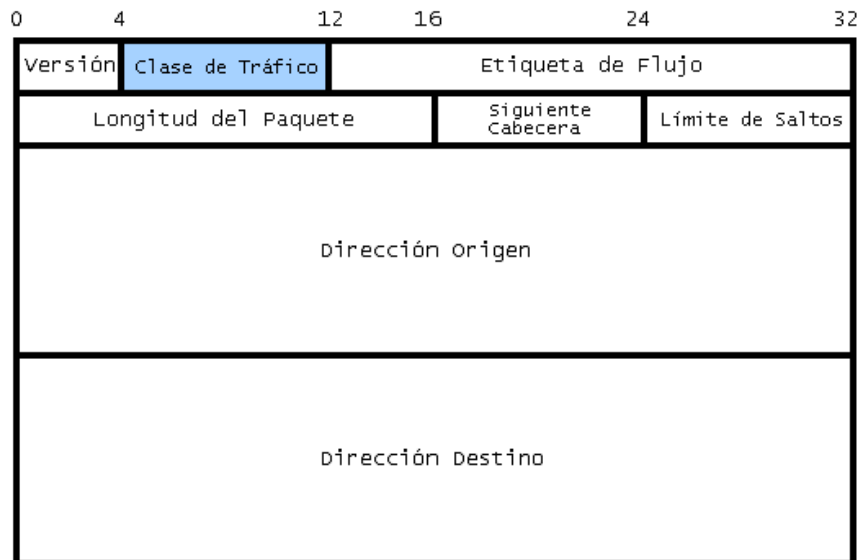 0 4 12 16 24 32
Versión Clase de Tráfico Etiqueta de Flujo
Longitud del Paquete Siguiente Cabecera Límite de Saltos
Dirección Origen
Dirección Destino